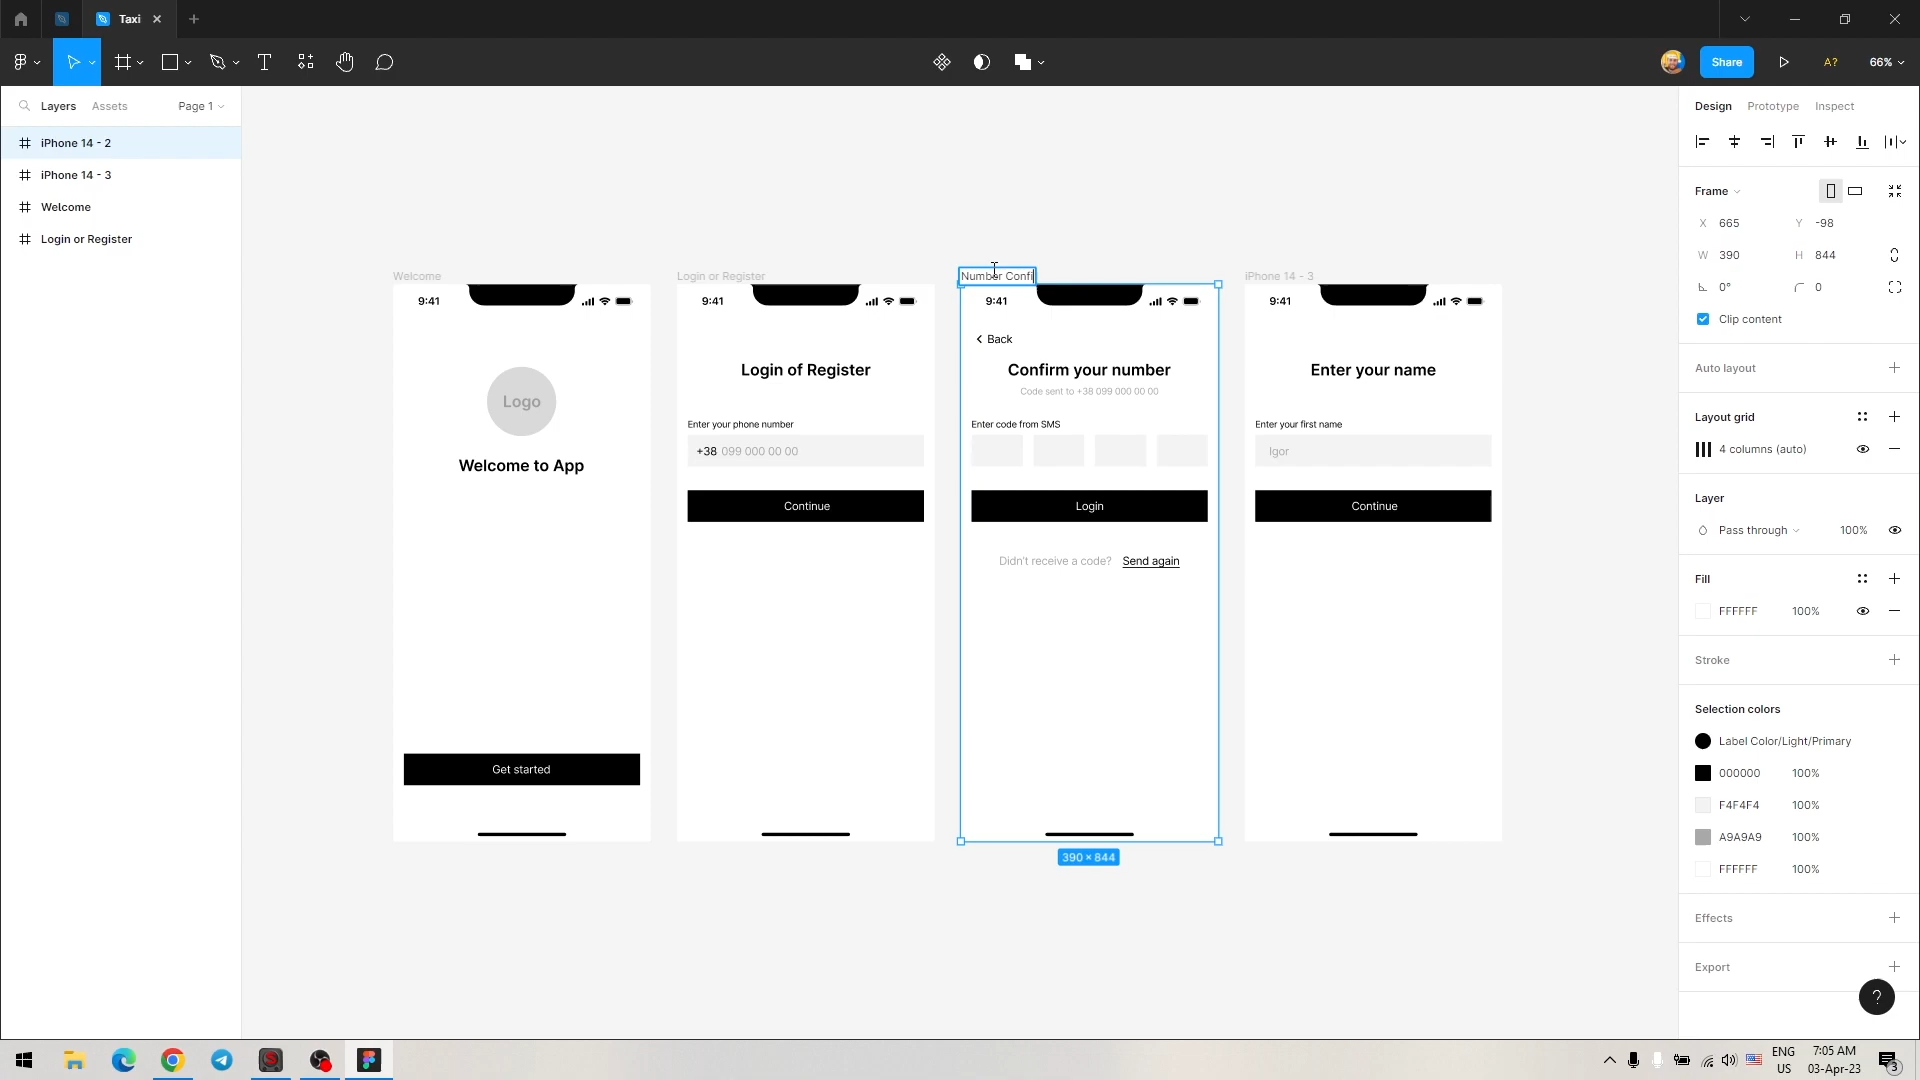 Taxi
Share
A?
66%
Layers
Assets
Page 1
iPhone 14 - 2
iPhone 14 - 3
Welcome
Login or Register
Welcome
9:41
Logo
Welcome to App
Get started
Login or Register
9:41
Login of Register
Enter your phone number
+38 099 000 00 00
Continue
Number Confi
9:41
Back
Confirm your number
Code sent to +38 099 000 00 00
Enter code from SMS
Login
Didn't receive a code? Send again
390 × 844
iPhone 14 - 3
9:41
Enter your name
Enter your first name
Igor
Continue
Design
Prototype
Inspect
Frame
X 665
Y -98
W 390
H 844
0°
0
Clip content
Auto layout
Layout grid
4 columns (auto)
Layer
Pass through
100%
Fill
FFFFFF 100%
Stroke
Selection colors
Label Color/Light/Primary
000000 100%
F4F4F4 100%
A9A9A9 100%
FFFFFF 100%
Effects
Export
?
ENG
US
7:05 AM
03-Apr-23
3